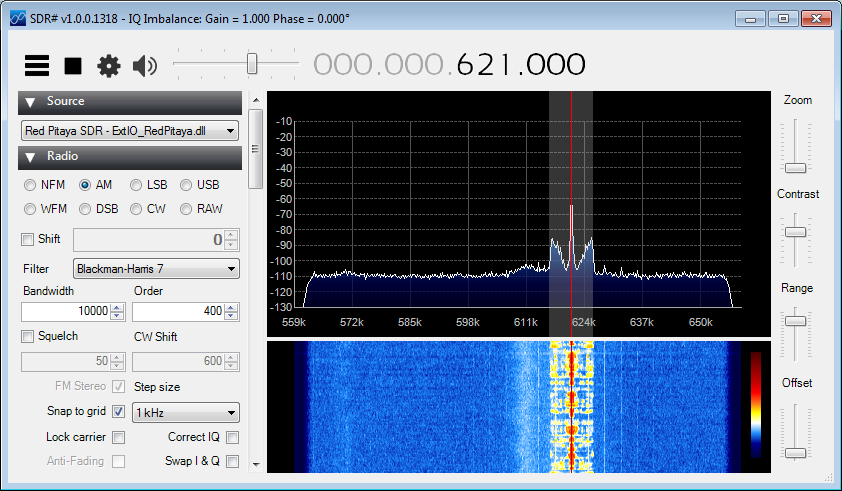 SDR# v1.0.0.1318 - IQ Imbalance: Gain = 1.000 Phase = 0.000°
000.000.621.000
Source
Red Pitaya SDR - ExtIO_RedPitaya.dll
Radio
NFM AM LSB USB
WFM DSB CW RAW
Shift 0
Filter Blackman-Harris 7
Bandwidth Order
10000 400
Squelch CW Shift
50 600
FM Stereo Step size
Snap to grid 1 kHz
Lock carrier Correct IQ
Anti-Fading Swap I & Q
-10
-20
-30
-40
-50
-60
-70
-80
-90
-100
-110
-120
-130
559k 572k 585k 598k 611k 624k 637k 650k
Zoom
Contrast
Range
Offset